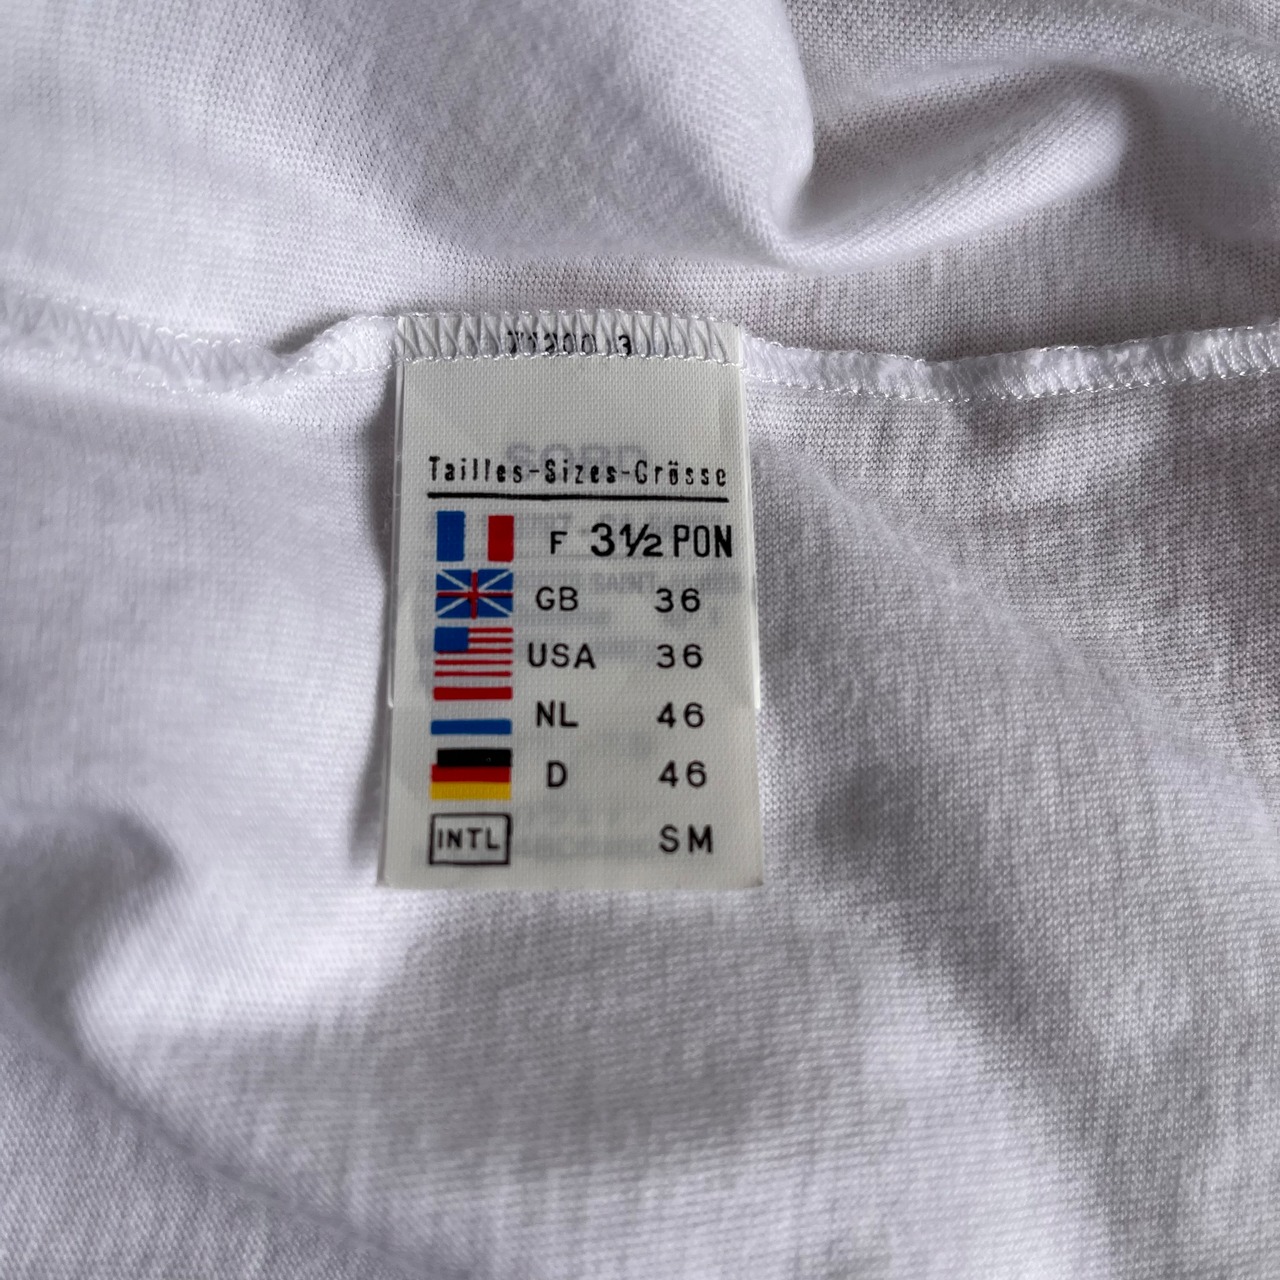 Tailles-Sizes-Grösse
F 3½ PON
GB 36
USA 36
NL 46
D 46
INTL SM